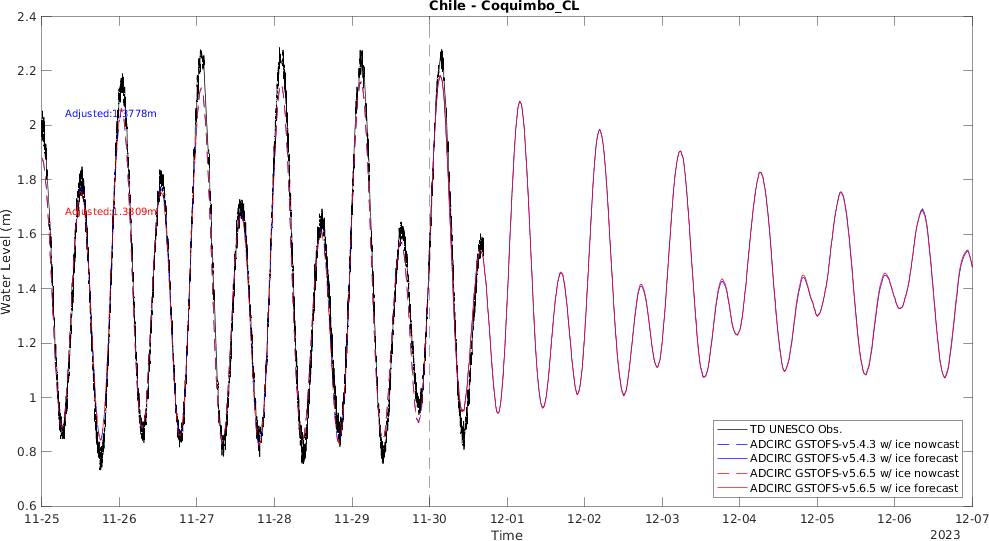 Chile - Coquimbo_CL
2.4
2.2
2
1.8
1.6
1.4
1.2
1
0.8
0.6
Water Level (m)
Adjusted:1.3778m
Adjusted:1.3809m
TD UNESCO Obs.
ADCIRC GSTOFS-v5.4.3 w/ ice nowcast
ADCIRC GSTOFS-v5.4.3 w/ ice forecast
ADCIRC GSTOFS-v5.6.5 w/ ice nowcast
ADCIRC GSTOFS-v5.6.5 w/ ice forecast
11-25 11-26 11-27 11-28 11-29 11-30 12-01 12-02 12-03 12-04 12-05 12-06 12-07
Time
2023